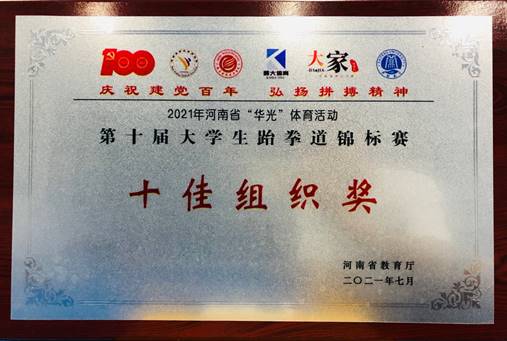 100
大家
庆祝建党百年 弘扬拼搏精神
2021年河南省“华光”体育活动
第十届大学生跆拳道锦标赛
十佳组织奖
河南省教育厅
二〇二一年七月